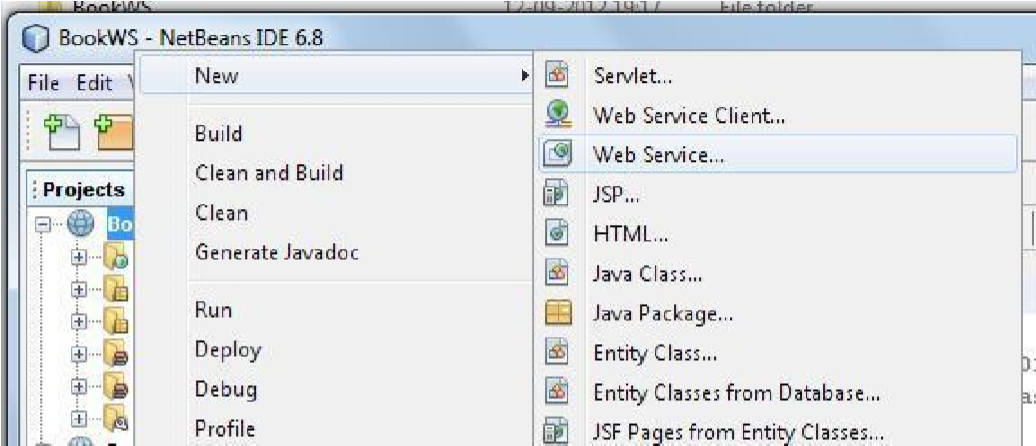 BookWS 12-09-2012 19:17 File folder
BookWS - NetBeans IDE 6.8
File Edit
New
Build
Clean and Build
Clean
Generate Javadoc
Run
Deploy
Debug
Profile
Servlet...
Web Service Client...
Web Service...
JSP...
HTML...
Java Class...
Java Package...
Entity Class...
Entity Classes from Database...
JSF Pages from Entity Classes...
Projects
Bo